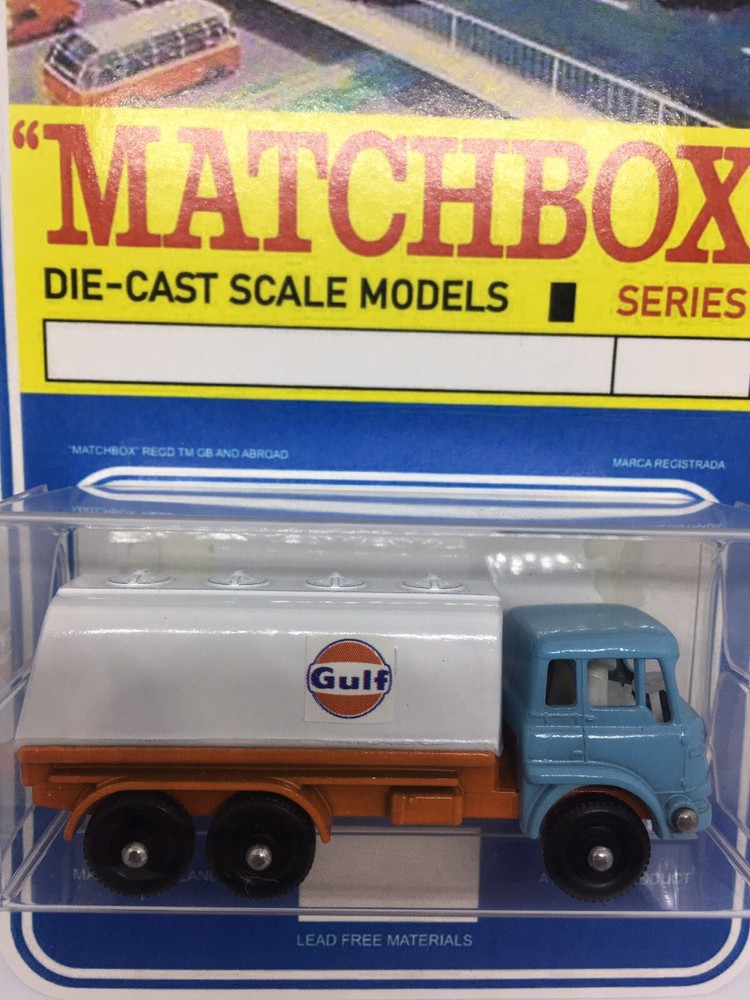 “MATCHBOX
DIE-CAST SCALE MODELS SERIES
"MATCHBOX" REGD TM GB AND ABROAD MARCA REGISTRADA
Gulf
LEAD FREE MATERIALS